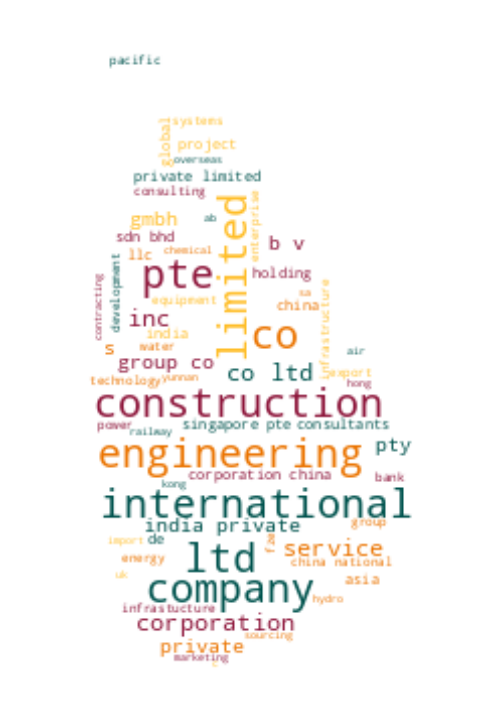 pacific
systems
global
project
overseas
private limited
consulting
limited
enterprise
gmbh
ab
sdn bhd
b v
llc
chemical
development
pte
holding
contracting
equipment
sa
china
infrastructure
inc
india
co
s
water
air
group co
co ltd
export
technology
yunnan
hong
construction
power
railway
singapore pte
consultants
engineering
pty
corporation china
bank
kong
international
india private
group
import
de
fze
ltd
service
energy
china national
uk
asia
company
hydro
infrastucture
corporation
sourcing
private
marketing